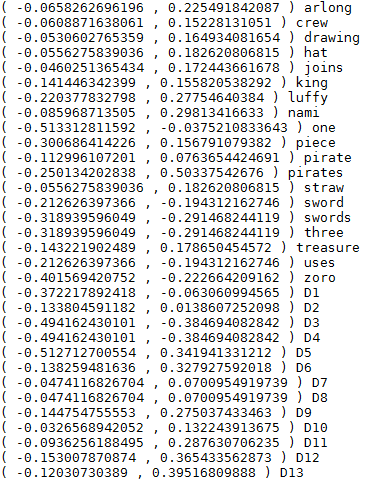 ( -0.0658262696196 , 0.225491842087 ) arlong
( -0.0608871638061 , 0.15228131051 ) crew
( -0.0530602765359 , 0.164934081654 ) drawing
( -0.0556275839036 , 0.182620806815 ) hat
( -0.0460251365434 , 0.172443661678 ) joins
( -0.141446342399 , 0.155820538292 ) king
( -0.220377832798 , 0.27754640384 ) luffy
( -0.085968713505 , 0.29813416633 ) nami
( -0.513312811592 , -0.0375210833643 ) one
( -0.300686414226 , 0.156791079382 ) piece
( -0.112996107201 , 0.0763654424691 ) pirate
( -0.250134202838 , 0.50337542676 ) pirates
( -0.0556275839036 , 0.182620806815 ) straw
( -0.212626397366 , -0.194312162746 ) sword
( -0.318939596049 , -0.291468244119 ) swords
( -0.318939596049 , -0.291468244119 ) three
( -0.143221902489 , 0.178650454572 ) treasure
( -0.212626397366 , -0.194312162746 ) uses
( -0.401569420752 , -0.222664209162 ) zoro
( -0.372217892418 , -0.063060994565 ) D1
( -0.133804591182 , 0.0138607252098 ) D2
( -0.494162430101 , -0.384694082842 ) D3
( -0.494162430101 , -0.384694082842 ) D4
( -0.512712700554 , 0.341941331212 ) D5
( -0.138259481636 , 0.327927592018 ) D6
( -0.0474116826704 , 0.0700954919739 ) D7
( -0.0474116826704 , 0.0700954919739 ) D8
( -0.144754755553 , 0.275037433463 ) D9
( -0.0326568942052 , 0.132243913675 ) D10
( -0.0936256188495 , 0.287630706235 ) D11
( -0.153007870874 , 0.365433562873 ) D12
( -0.12030730389 , 0.39516809888 ) D13